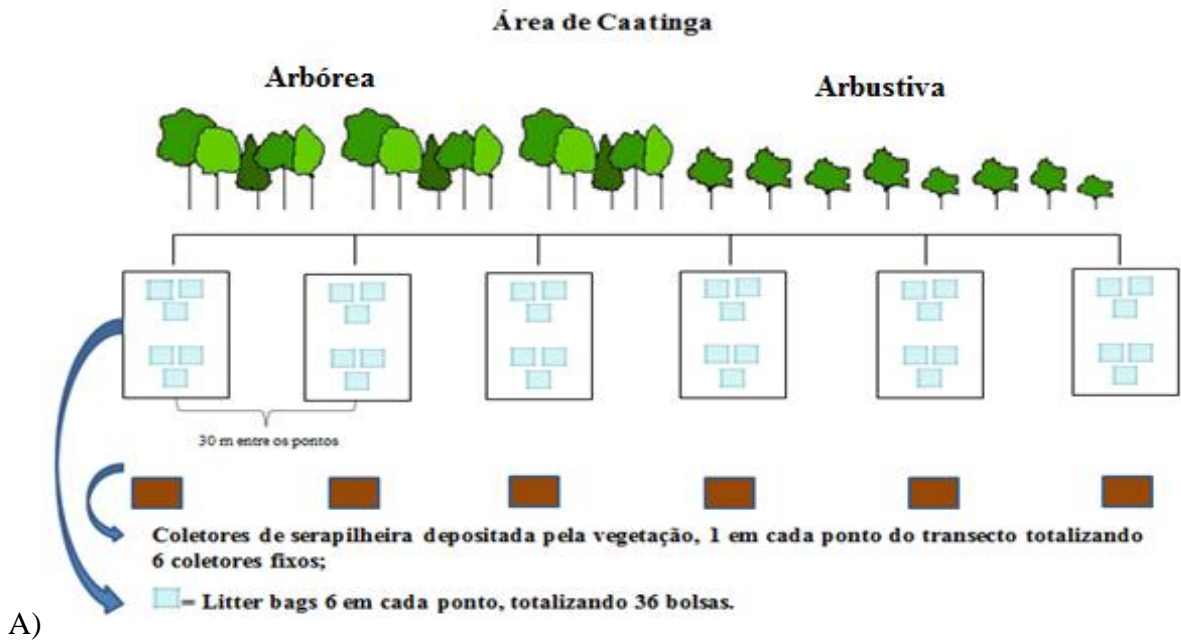 Área de Caatinga
Arbórea
Arbustiva
30 m entre os pontos
Coletores de serapilheira depositada pela vegetação, 1 em cada ponto do transecto totalizando
6 coletores fixos;
= Litter bags 6 em cada ponto, totalizando 36 bolsas.
A)